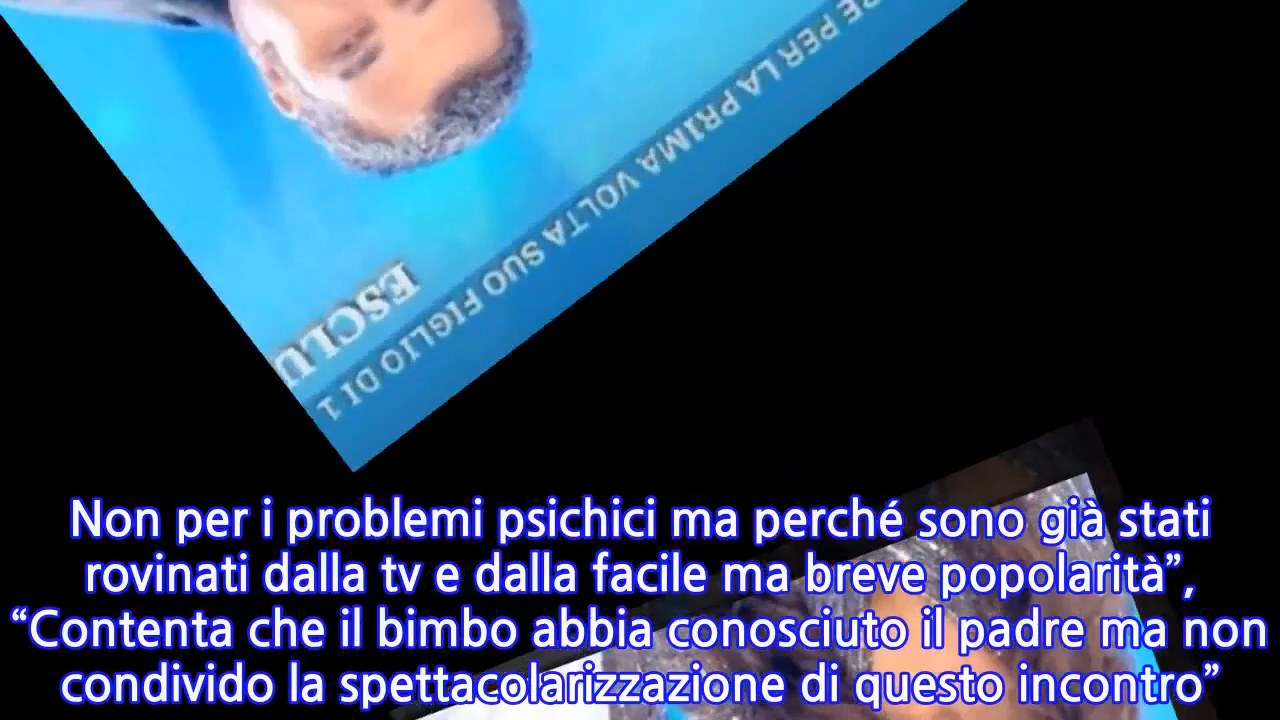 RE PER LA PRIMA VOLTA SUO FIGLIO DI 1
ESCLU
Non per i problemi psichici ma perché sono già stati
rovinati dalla tv e dalla facile ma breve popolarità”,
“Contenta che il bimbo abbia conosciuto il padre ma non
condivido la spettacolarizzazione di questo incontro”